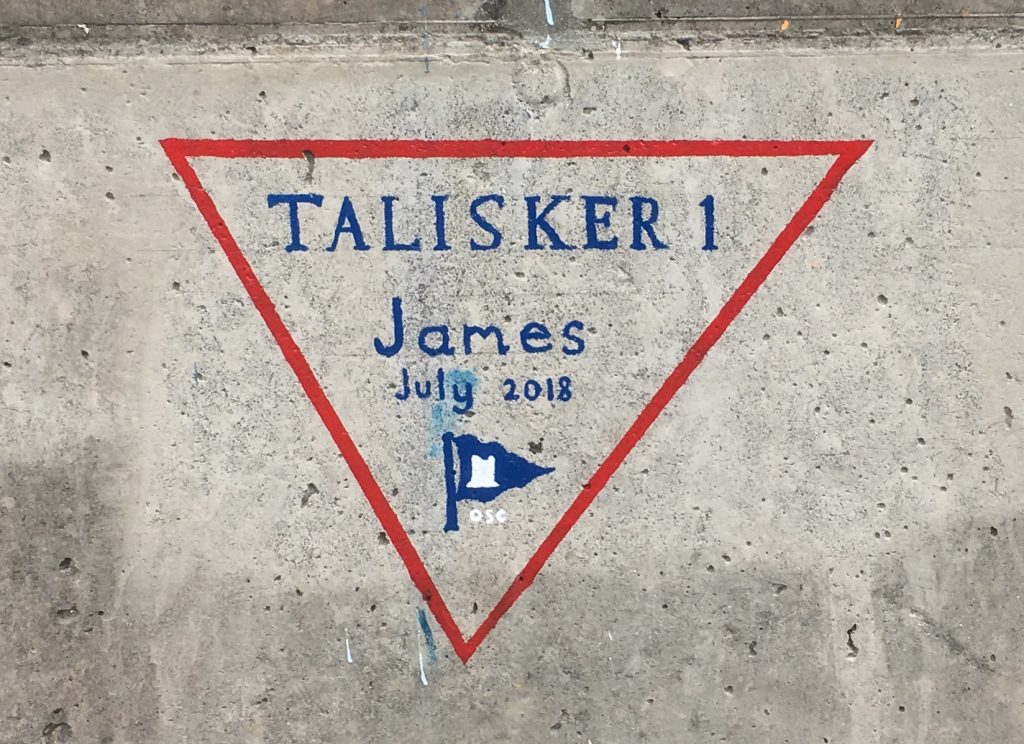 TALISKER 1
James
July 2018
OSC